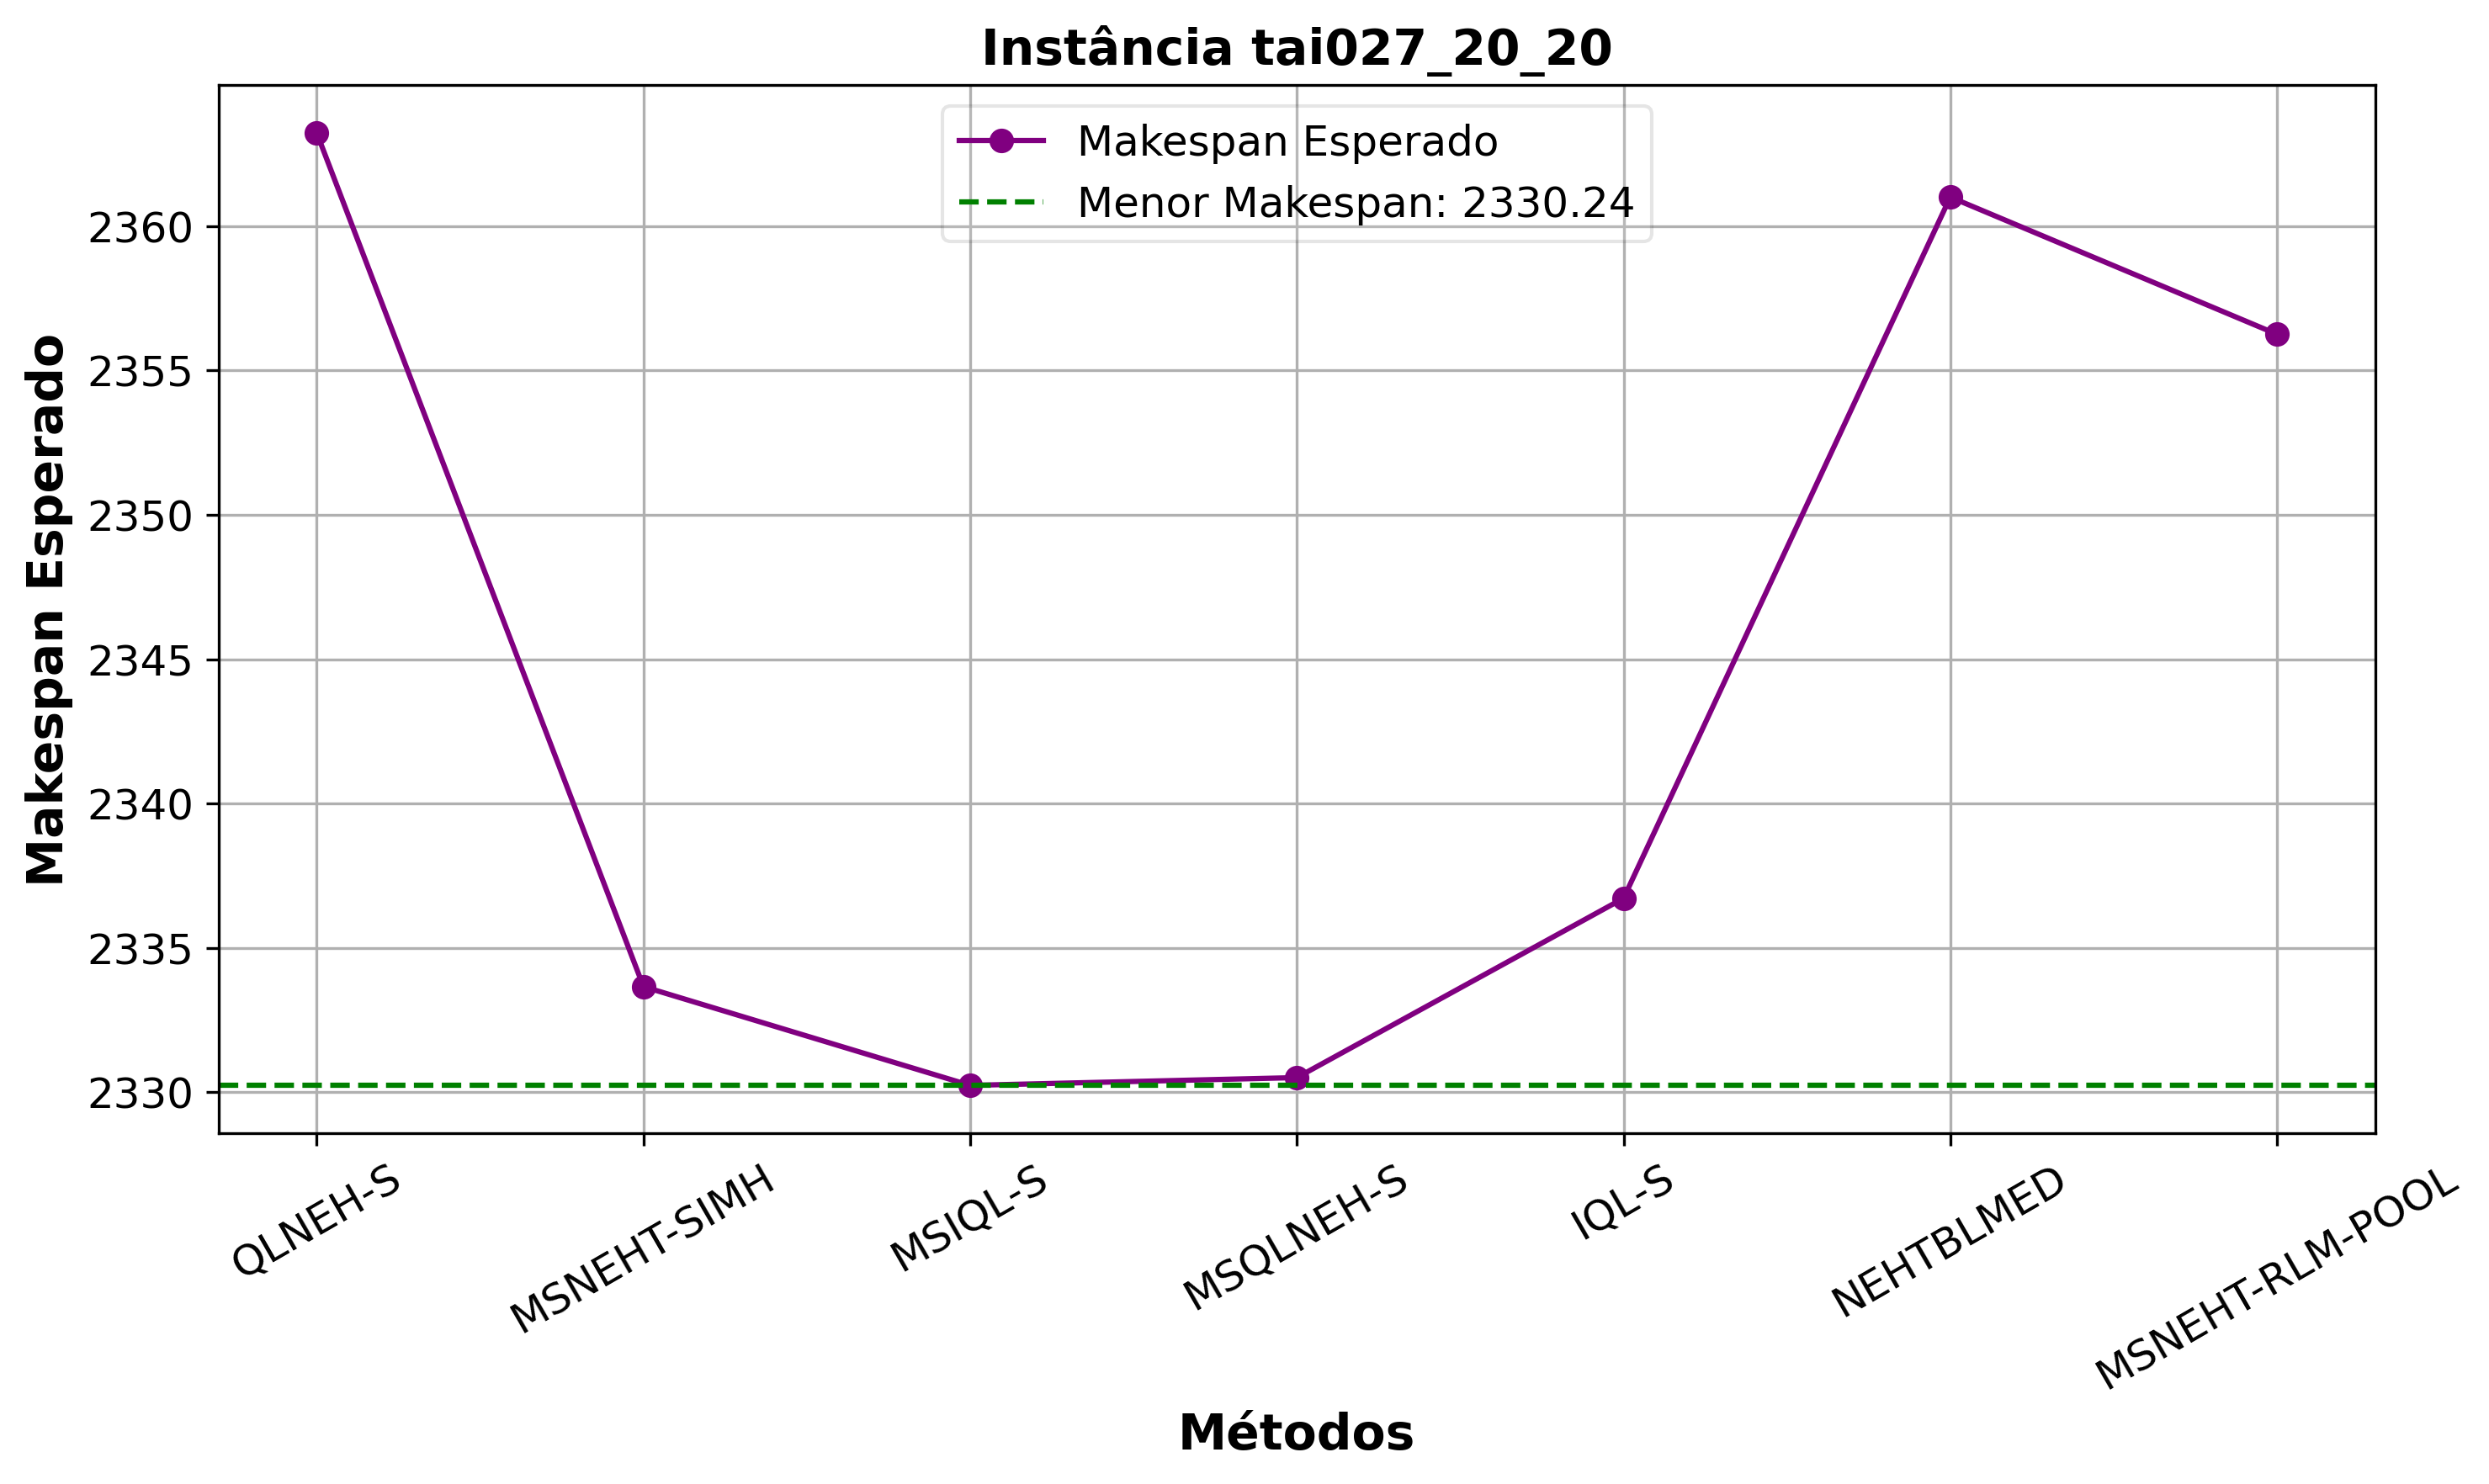 Instância tai027_20_20
Makespan Esperado
Menor Makespan: 2330.24
Makespan Esperado
2360
2355
2350
2345
2340
2335
2330
QLNEH-S
MSNEHT-SIMH
MSIQL-S
MSQLNEH-S
IQL-S
NEHTBLMED
MSNEHT-RLM-POOL
Métodos